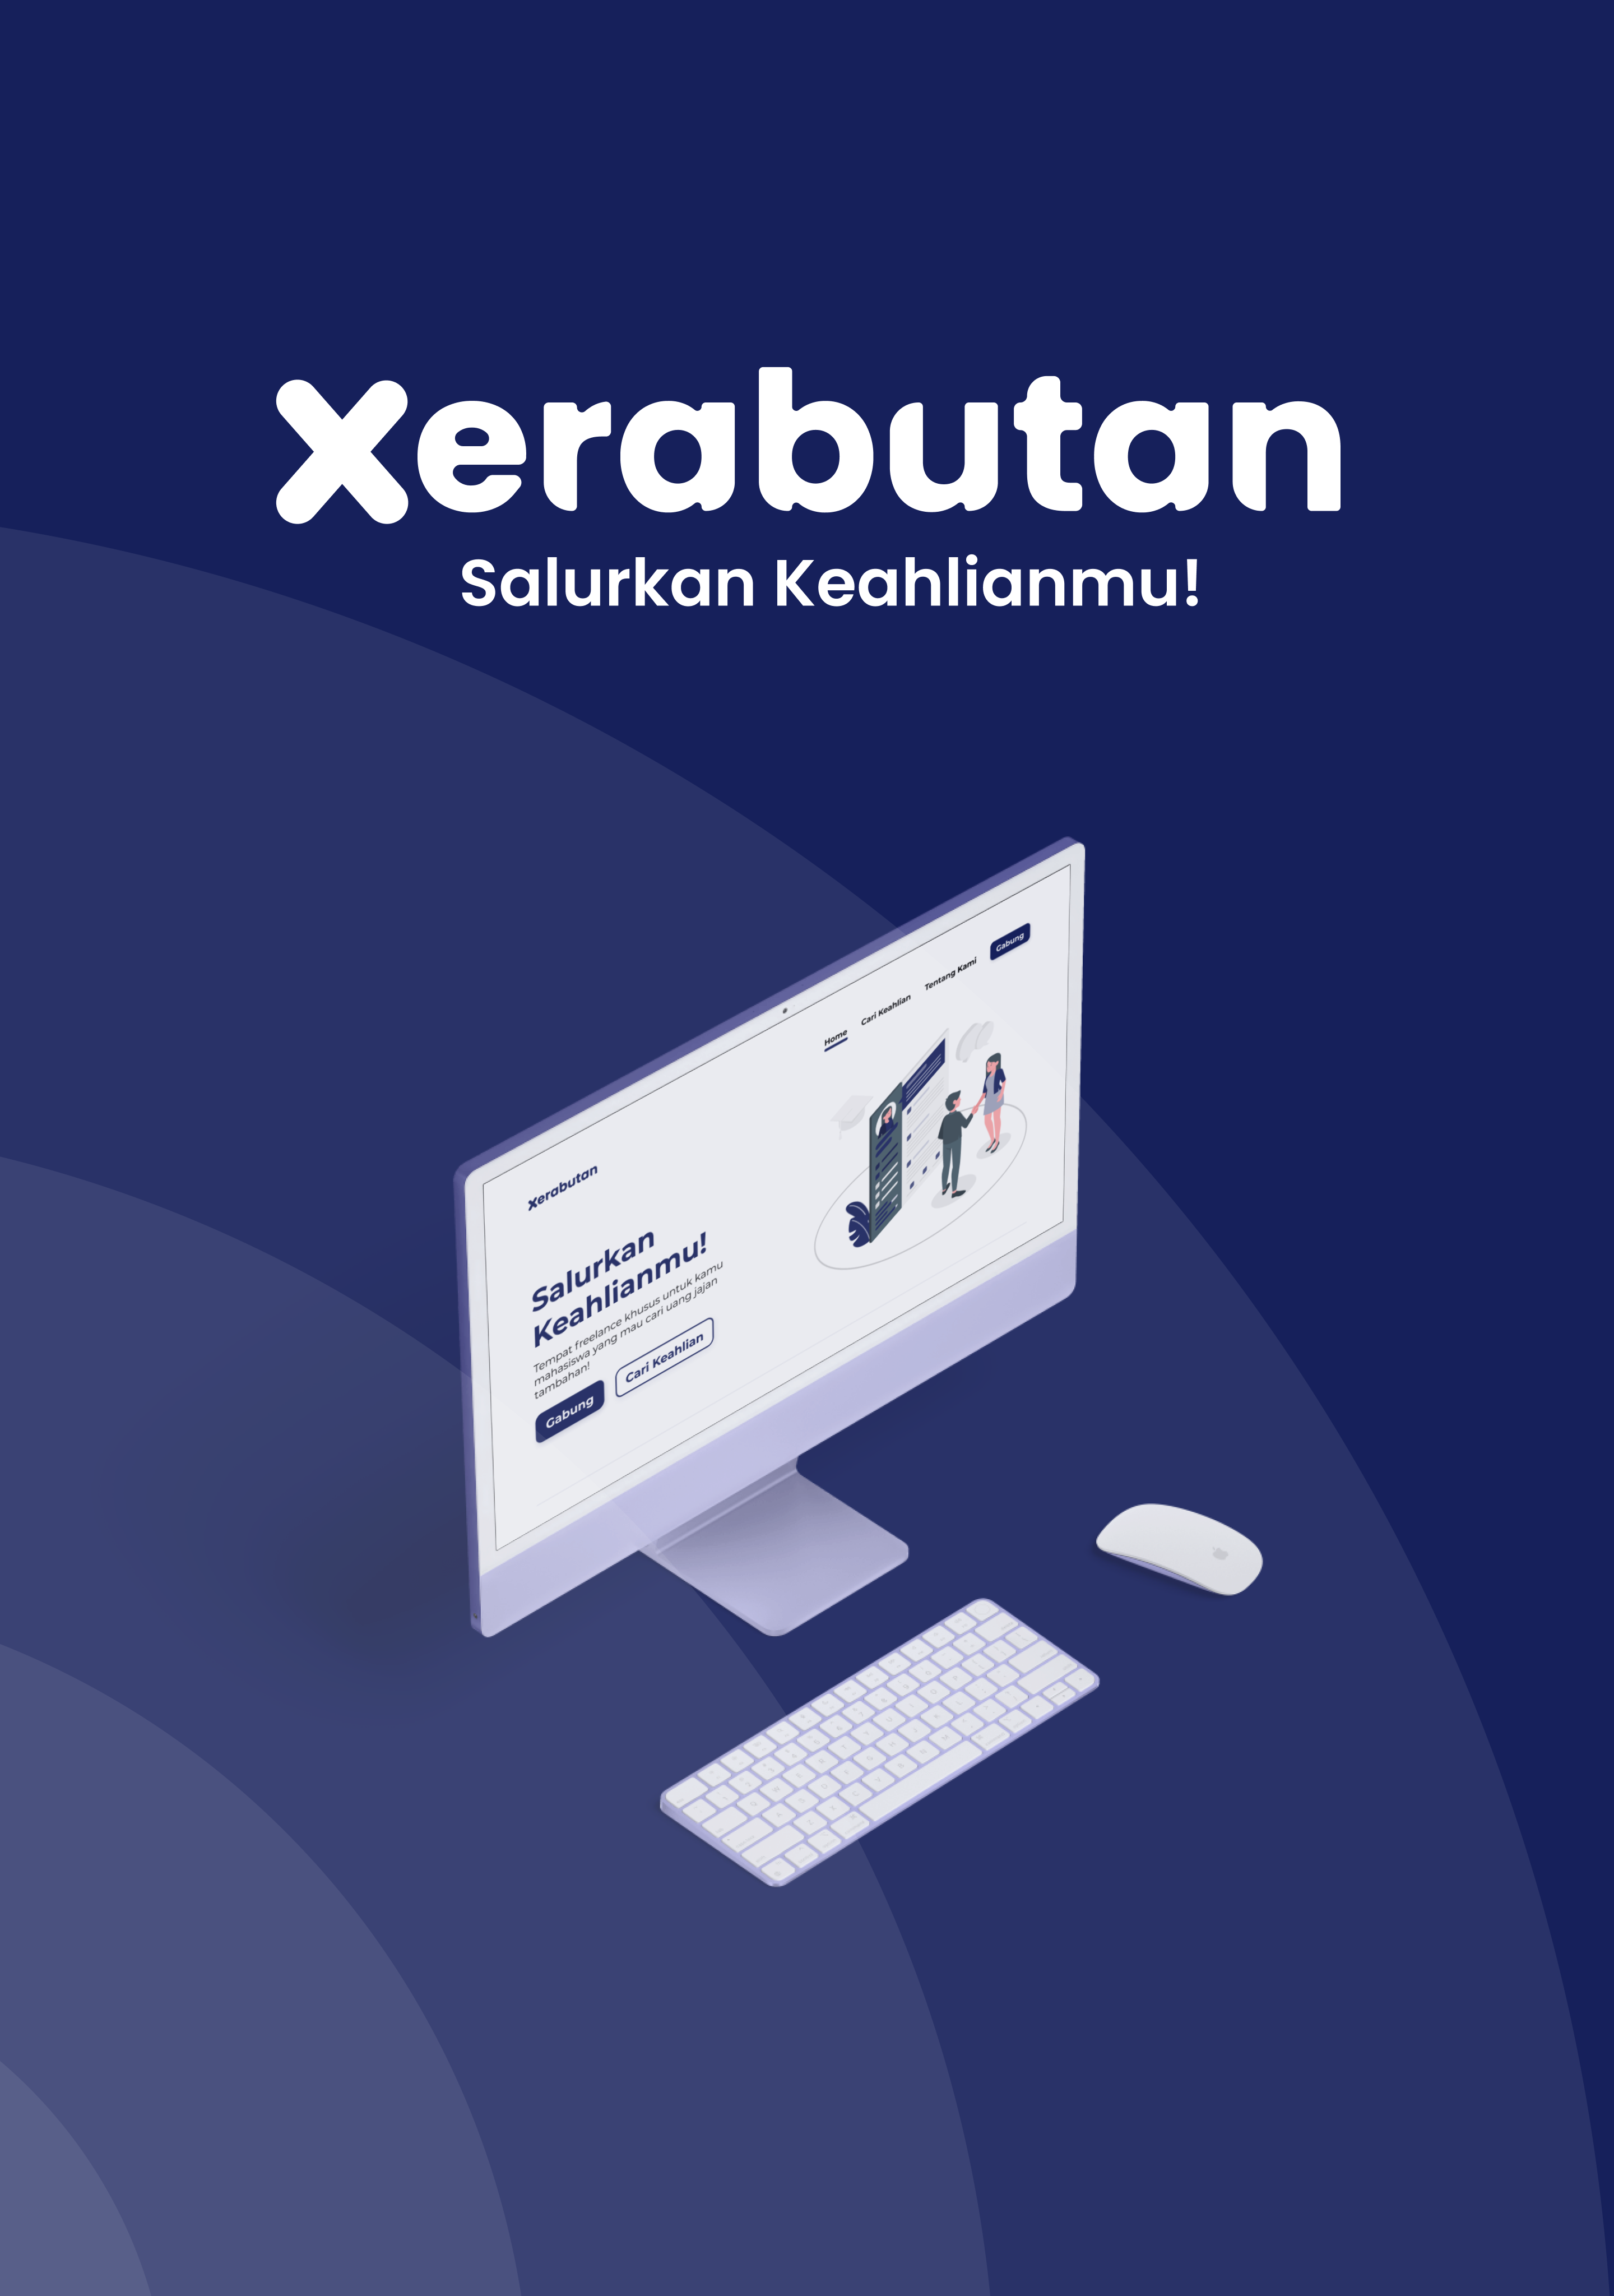 xerabutan
Salurkan Keahlianmu!
Home
Cari Keahlian
Tentang Kami
Gabung
xerabutan
Salurkan
Keahlianmu!
Tempat freelance khusus untuk kamu
mahasiswa yang mau cari uang jajan
tambahan!
Gabung
Cari Keahlian